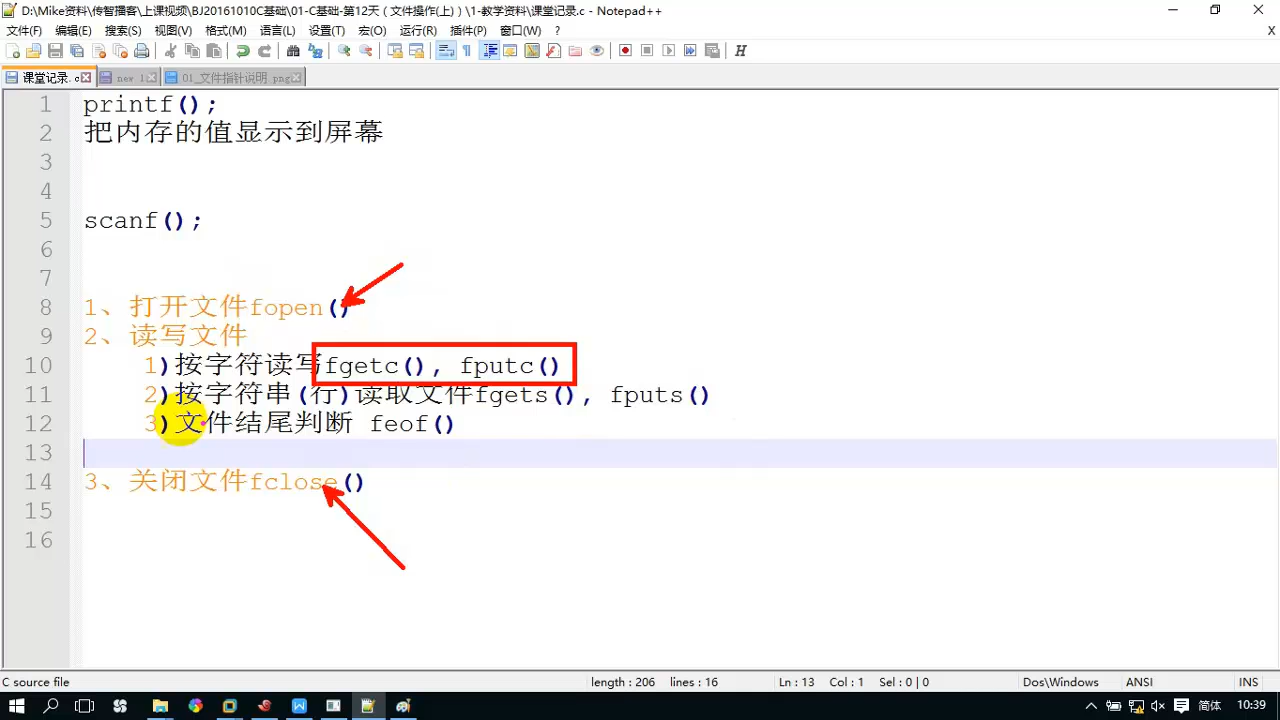 D:\Mike资料\传智播客\上课视频\BJ20161010C基础\01-C基础-第12天（文件操作(上)）\1-教学资料\课堂记录.c - Notepad++
文件(F) 编辑(E) 搜索(S) 视图(V) 格式(M) 语言(L) 设置(T) 宏(O) 运行(R) 插件(P) 窗口(W) ? X
课堂记录.c new 1 01_文件指针说明.png
1 printf();
2 把内存的值显示到屏幕
3
4
5 scanf();
6
7
8 1、打开文件fopen()
9 2、读写文件
10 1)按字符读写fgetc(), fputc()
11 2)按字符串(行)读取文件fgets(), fputs()
12 3)文件结尾判断 feof()
13
14 3、关闭文件fclose()
15
16
C source file length : 206 lines : 16 Ln : 13 Col : 1 Sel : 0 | 0 Dos\Windows ANSI INS
简体 10:39